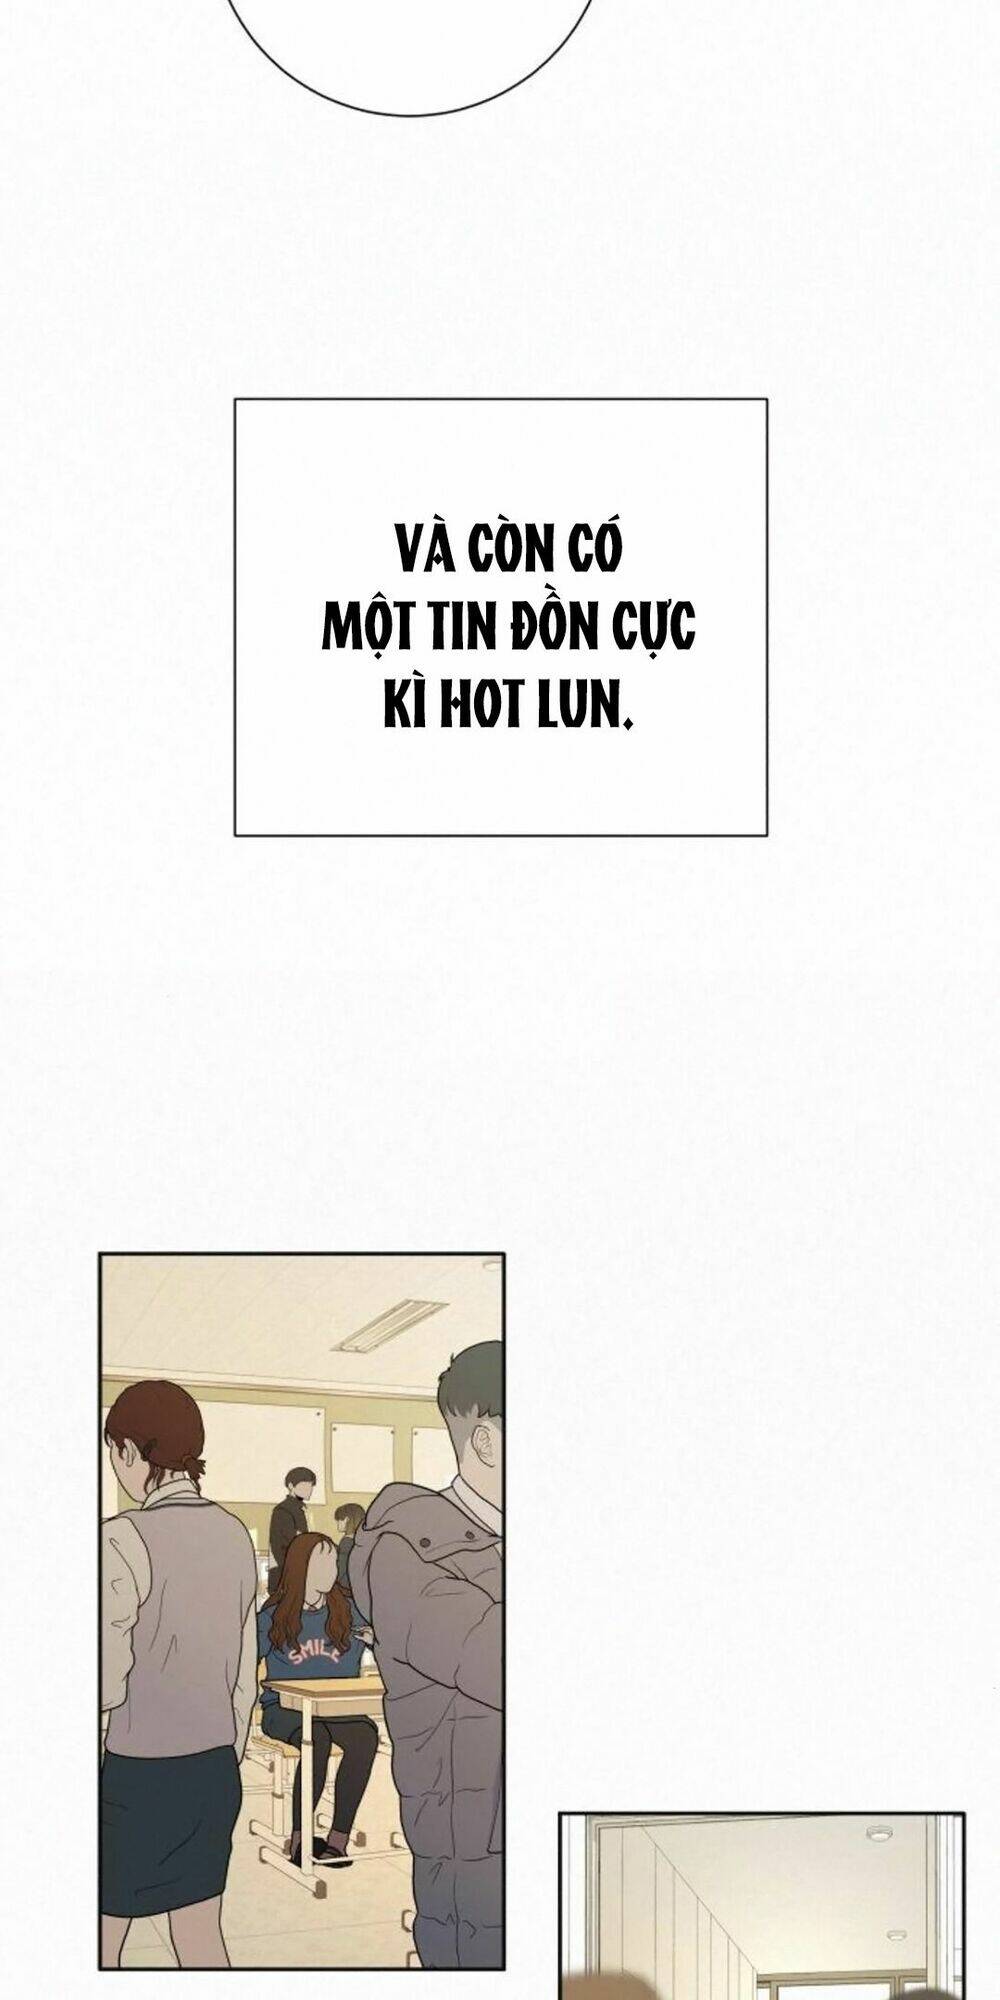 VÀ CÒN CÓ
MỘT TIN ĐỒN CỰC
KÌ HOT LUN.
SMILE